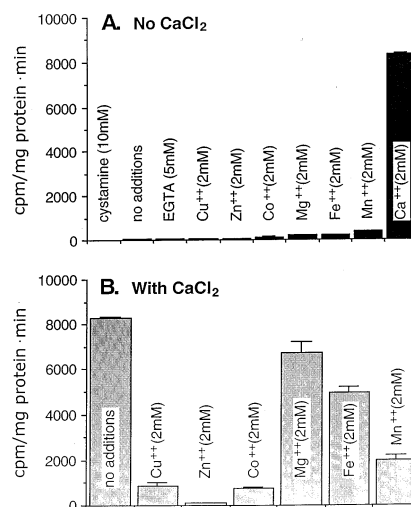 A. No CaCl2
cpm/mg protein ·min
10000
8000
6000
4000
2000
0
cystamine (10mM)
no additions
EGTA (5mM)
Cu++(2mM)
Zn++(2mM)
Co++(2mM)
Mg++(2mM)
Fe++(2mM)
Mn++(2mM)
Ca++(2mM)
B. With CaCl2
cpm/mg protein ·min
10000
8000
6000
4000
2000
no additions
Cu++(2mM)
Zn++(2mM)
Co++(2mM)
Mg++(2mM)
Fe++(2mM)
Mn++(2mM)